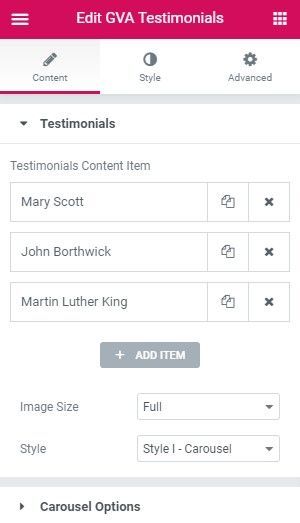 Edit GVA Testimonials
Content Style Advanced
Testimonials
Testimonials Content Item
Mary Scott
John Borthwick
Martin Luther King
+ ADD ITEM
Image Size Full
Style Style I - Carousel
Carousel Options